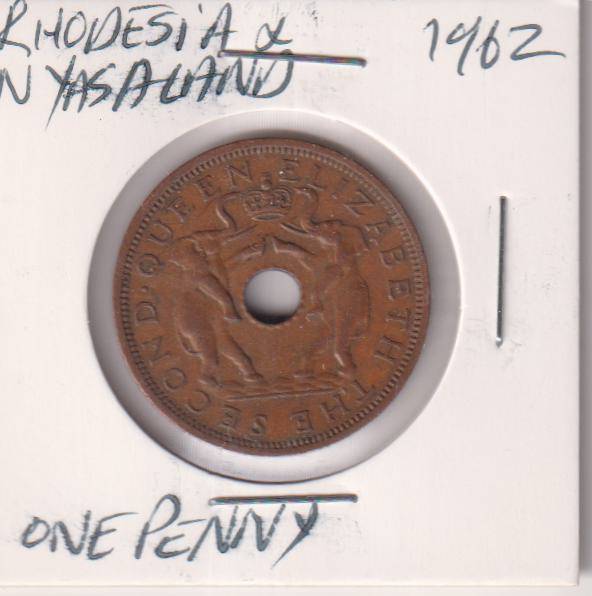 RHODESIA &
NYASALAND
1962
QUEEN ELIZABETH THE SECOND
ONE PENNY